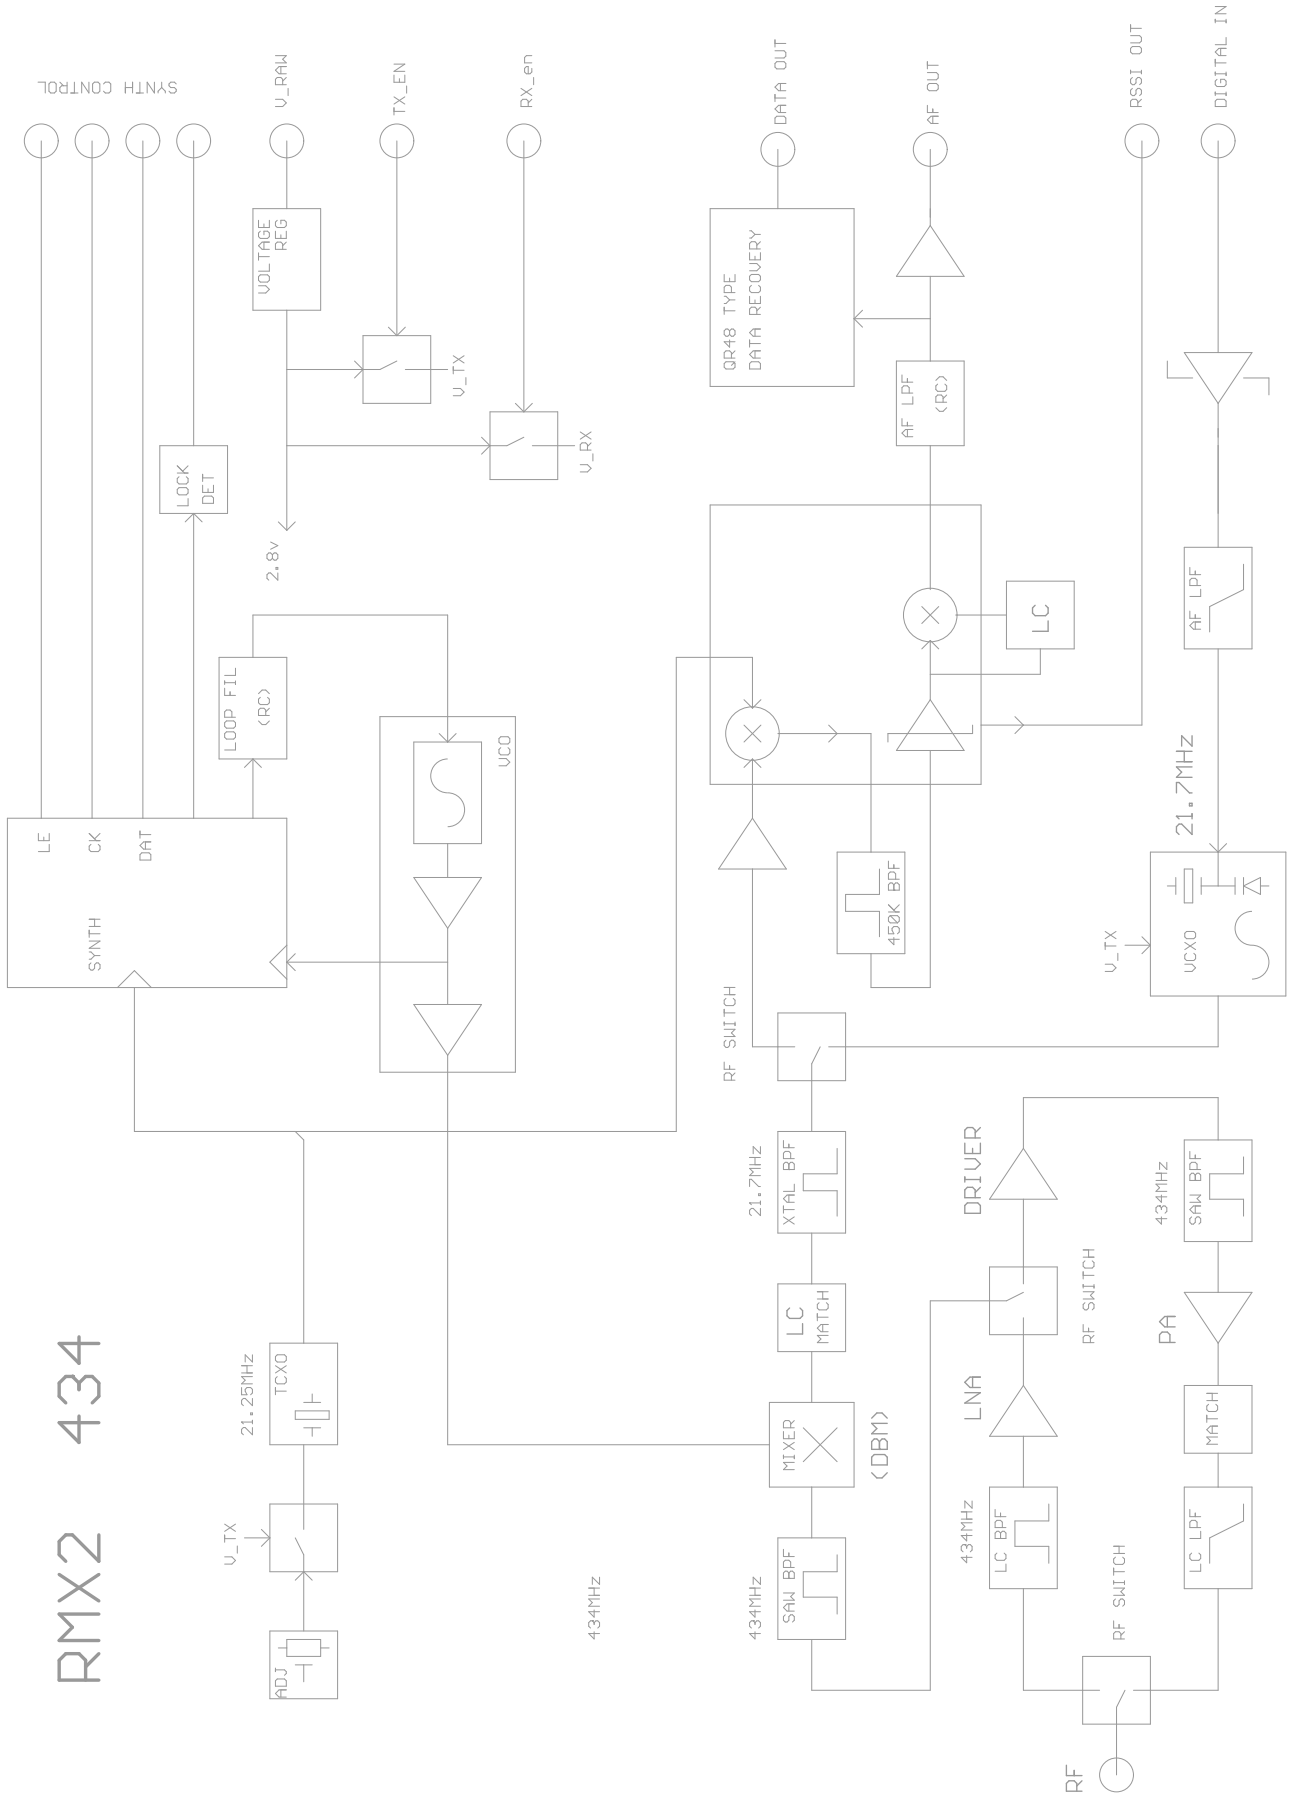 RMX2 434
SYNTH CONTROL
V_RAW
TX_EN
RX_en
DATA OUT
AF OUT
RSSI OUT
DIGITAL IN
VOLTAGE
REG
V_TX
V_RX
2.8v
LOCK
DET
LOOP FIL
(RC)
LE
CK
DAT
SYNTH
VCO
QR48 TYPE
DATA RECOVERY
AF LPF
(RC)
LC
AF LPF
21.7MHz
450K BPF
V_TX
VCXO
RF SWITCH
21.7MHz
XTAL BPF
LC
MATCH
MIXER
(DBM)
434MHz
SAW BPF
434MHz
21.25MHz
TCXO
V_TX
ADJ
DRIVER
RF SWITCH
LNA
434MHz
LC BPF
434MHz
SAW BPF
PA
MATCH
LC LPF
RF SWITCH
RF